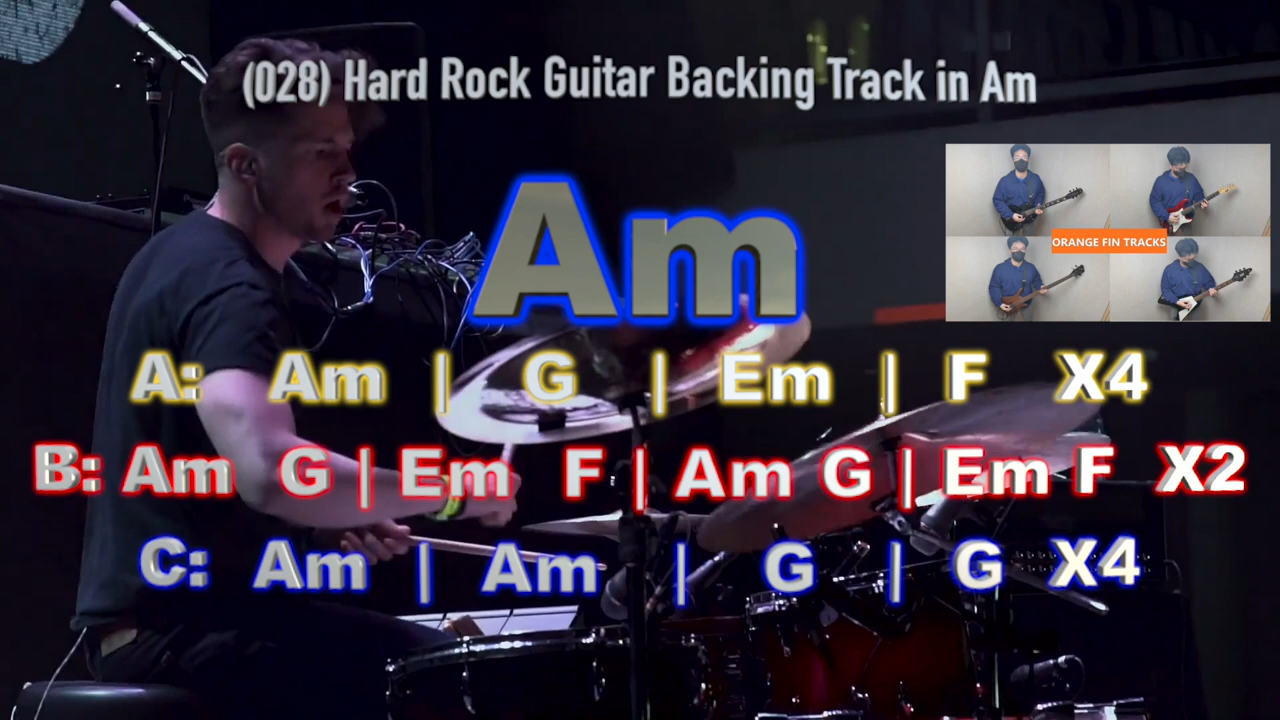 (028) Hard Rock Guitar Backing Track in Am
Am
ORANGE FIN TRACKS
A: Am | G | Em | F X4
B: Am G | Em F | Am G | Em F X2
C: Am | Am | G | G X4